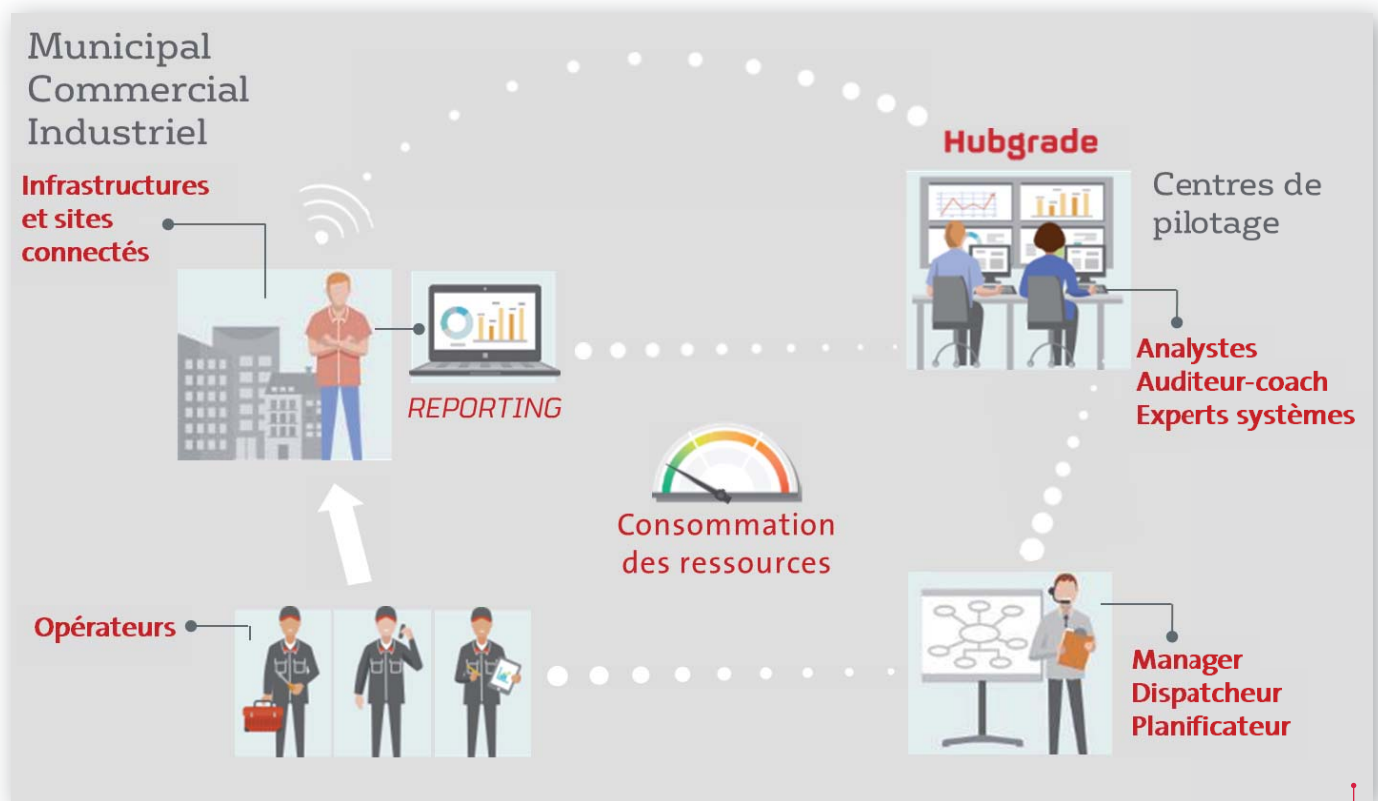 Municipal
Commercial
Industriel
Infrastructures
et sites
connectés
REPORTING
Hubgrade
Centres de
pilotage
Analystes
Auditeur-coach
Experts systèmes
Consommation
des ressources
Opérateurs
Manager
Dispatcheur
Planificateur